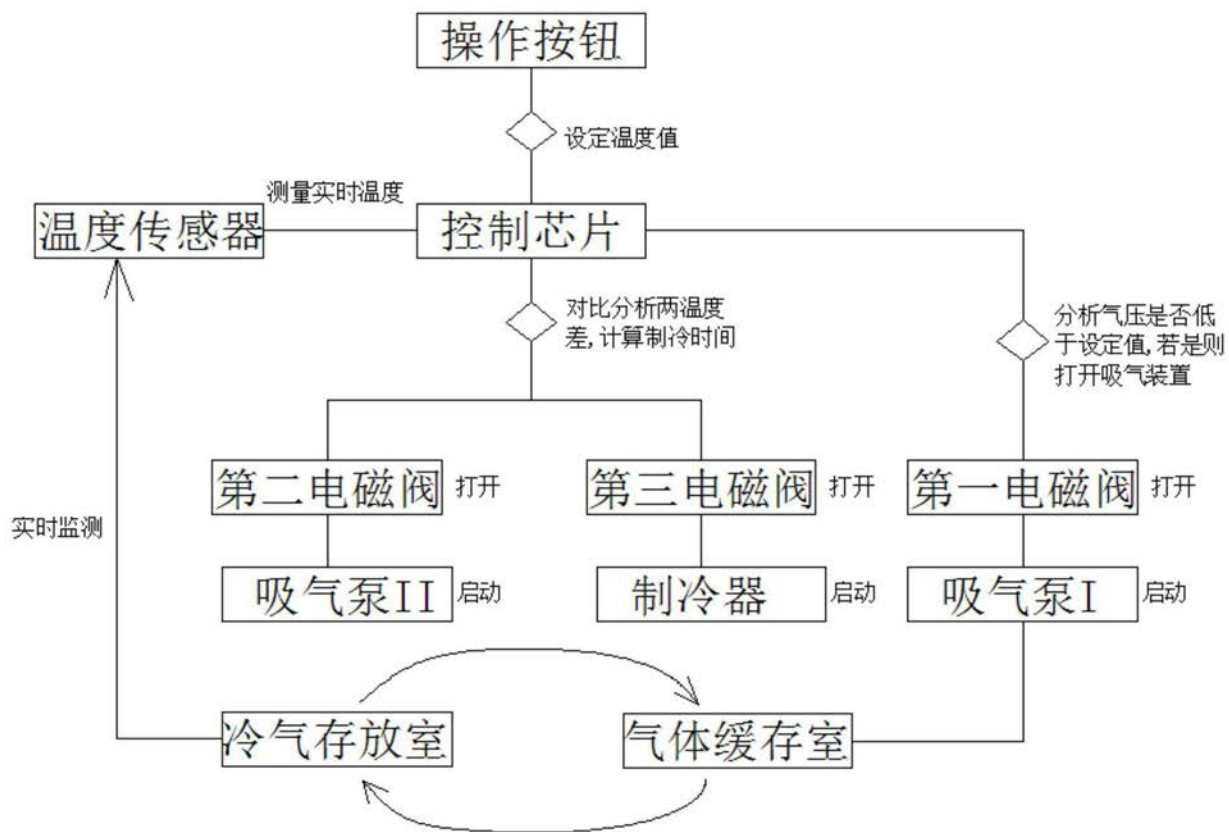 操作按钮
设定温度值
测量实时温度
温度传感器
控制芯片
对比分析两温度
差,计算制冷时间
分析气压是否低
于设定值,若是则
打开吸气装置
第二电磁阀
打开
第三电磁阀
打开
第一电磁阀
打开
实时监测
吸气泵II
启动
制冷器
启动
吸气泵I
启动
冷气存放室
气体缓存室